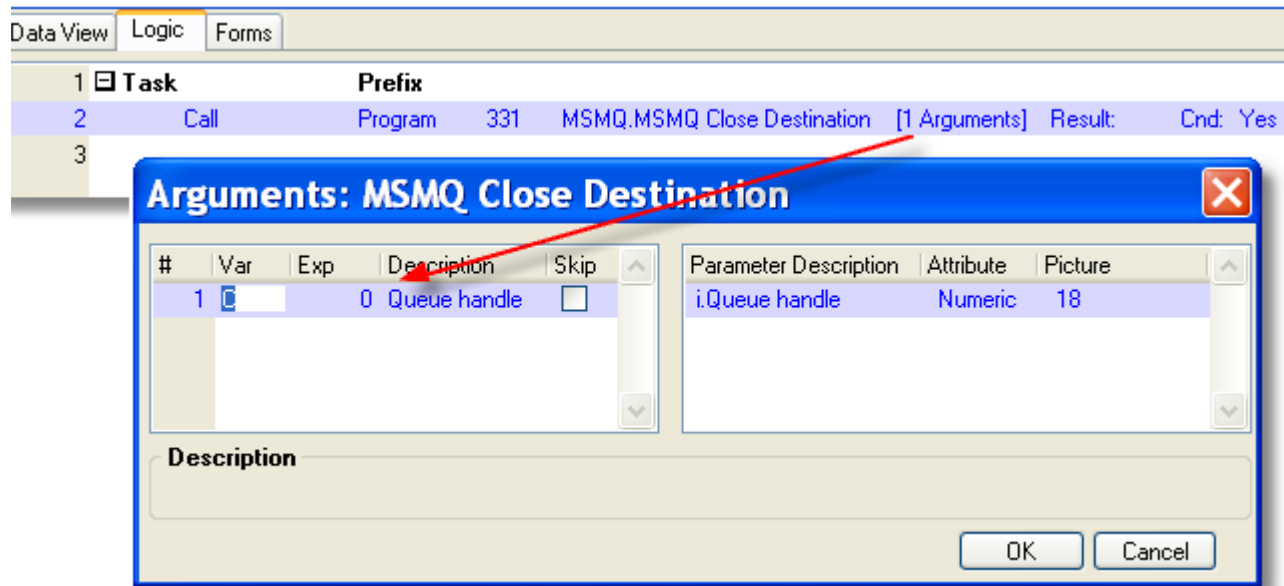 Data View Logic Forms
1 Task Prefix
2 Call Program 331 MSMQ.MSMQ Close Destination [1 Arguments] Result: Cnd: Yes
3
Arguments: MSMQ Close Destination
# Var Exp Description Skip Parameter Description Attribute Picture
1 0 Queue handle i.Queue handle Numeric 18
Description
OK Cancel